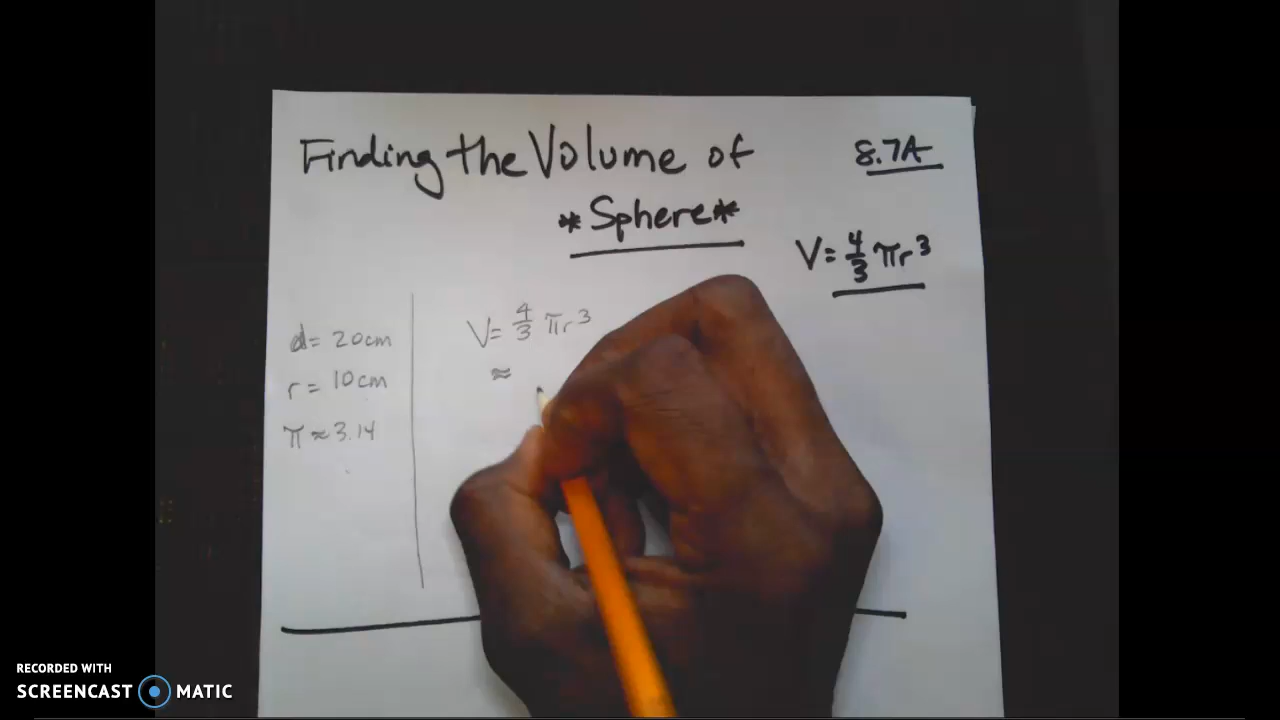 Finding the Volume of
8.7A
*Sphere*
V = 4/3 πr³
d = 20cm
r = 10cm
π ≈ 3.14
V = 4/3 πr³
≈
RECORDED WITH
SCREENCAST MATIC